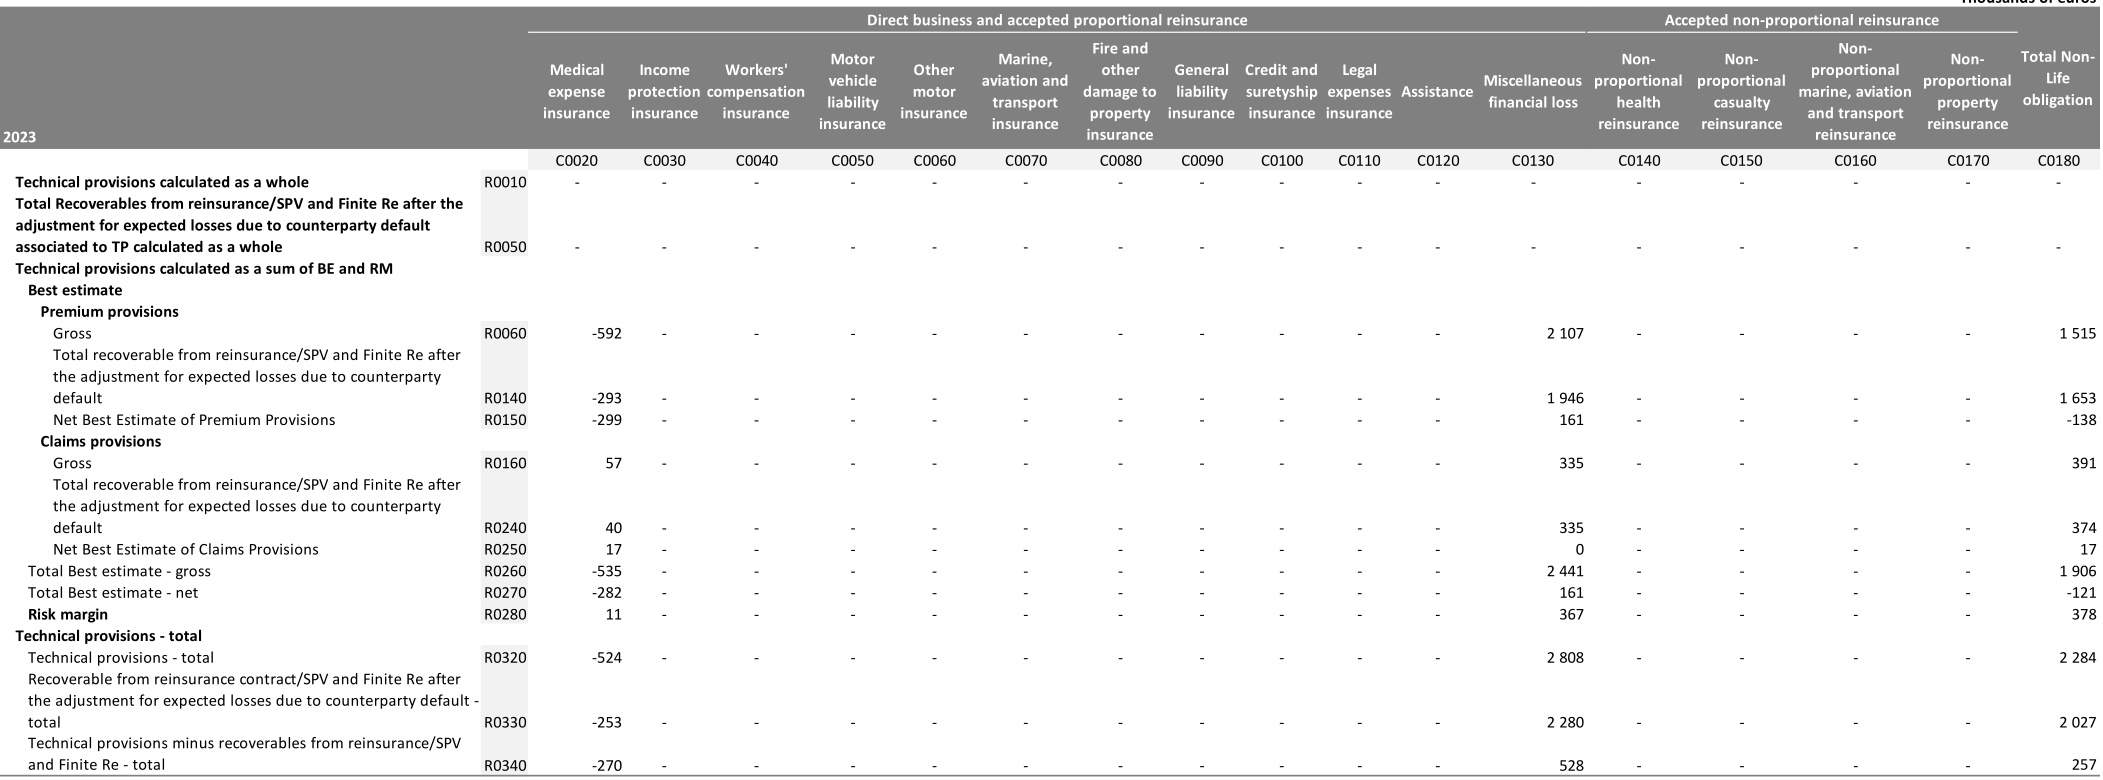 Thousands of euros
Direct business and accepted proportional reinsurance Accepted non-proportional reinsurance
2023 Medical expense insurance Income protection insurance Workers' compensation insurance Motor vehicle liability insurance Other motor insurance Marine, aviation and transport insurance Fire and other damage to property insurance General liability insurance Credit and suretyship insurance Legal expenses insurance Assistance Miscellaneous financial loss Non-proportional health reinsurance Non-proportional casualty reinsurance Non-proportional marine, aviation and transport reinsurance Non-proportional property reinsurance Total Non-Life obligation
C0020 C0030 C0040 C0050 C0060 C0070 C0080 C0090 C0100 C0110 C0120 C0130 C0140 C0150 C0160 C0170 C0180
Technical provisions calculated as a whole R0010 - - - - - - - - - - - - - - - - -
Total Recoverables from reinsurance/SPV and Finite Re after the
adjustment for expected losses due to counterparty default
associated to TP calculated as a whole R0050 - - - - - - - - - - - - - - - - -
Technical provisions calculated as a sum of BE and RM
Best estimate
Premium provisions
Gross R0060 -592 - - - - - - - - - - 2 107 - - - - 1 515
Total recoverable from reinsurance/SPV and Finite Re after
the adjustment for expected losses due to counterparty
default R0140 -293 - - - - - - - - - - 1 946 - - - - 1 653
Net Best Estimate of Premium Provisions R0150 -299 - - - - - - - - - - 161 - - - - -138
Claims provisions
Gross R0160 57 - - - - - - - - - - 335 - - - - 391
Total recoverable from reinsurance/SPV and Finite Re after
the adjustment for expected losses due to counterparty
default R0240 40 - - - - - - - - - - 335 - - - - 374
Net Best Estimate of Claims Provisions R0250 17 - - - - - - - - - - 0 - - - - 17
Total Best estimate - gross R0260 -535 - - - - - - - - - - 2 441 - - - - 1 906
Total Best estimate - net R0270 -282 - - - - - - - - - - 161 - - - - -121
Risk margin R0280 11 - - - - - - - - - - 367 - - - - 378
Technical provisions - total
Technical provisions - total R0320 -524 - - - - - - - - - - 2 808 - - - - 2 284
Recoverable from reinsurance contract/SPV and Finite Re after
the adjustment for expected losses due to counterparty default -
total R0330 -253 - - - - - - - - - - 2 280 - - - - 2 027
Technical provisions minus recoverables from reinsurance/SPV
and Finite Re - total R0340 -270 - - - - - - - - - - 528 - - - - 257